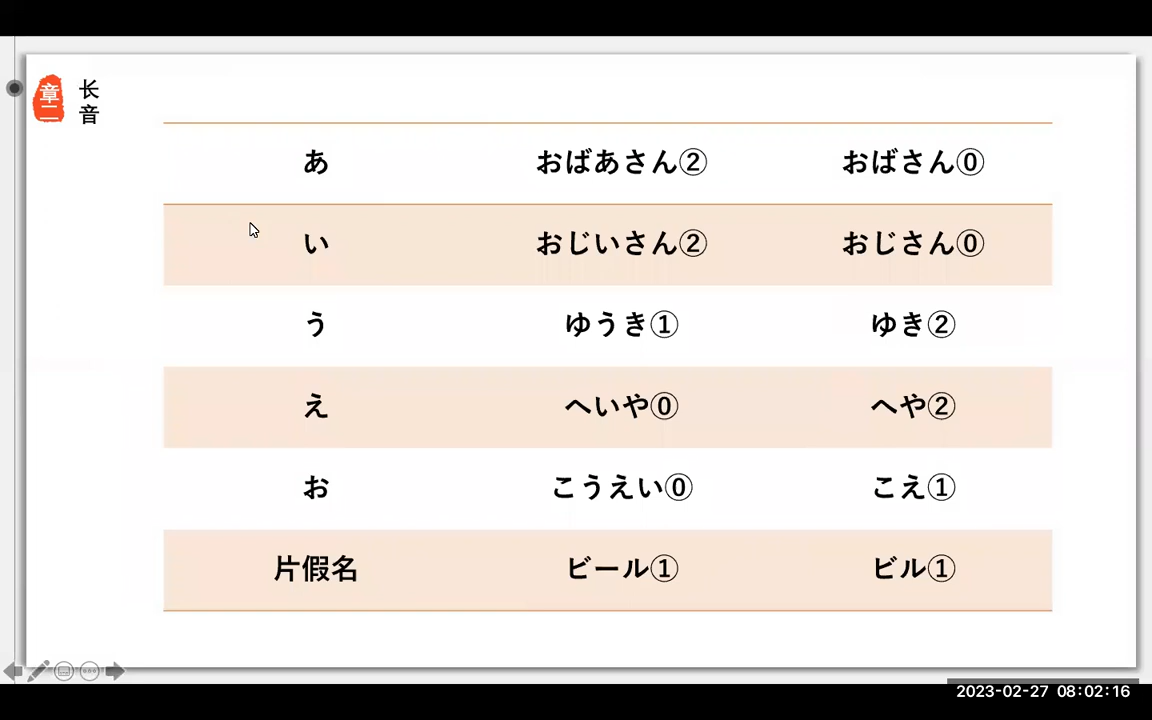 章二
长音
あ おばあさん② おばさん⓪
い おじいさん② おじさん⓪
う ゆうき① ゆき②
え へいや⓪ へや②
お こうえい⓪ こえ①
片假名 ビール① ビル①
2023-02-27 08:02:16